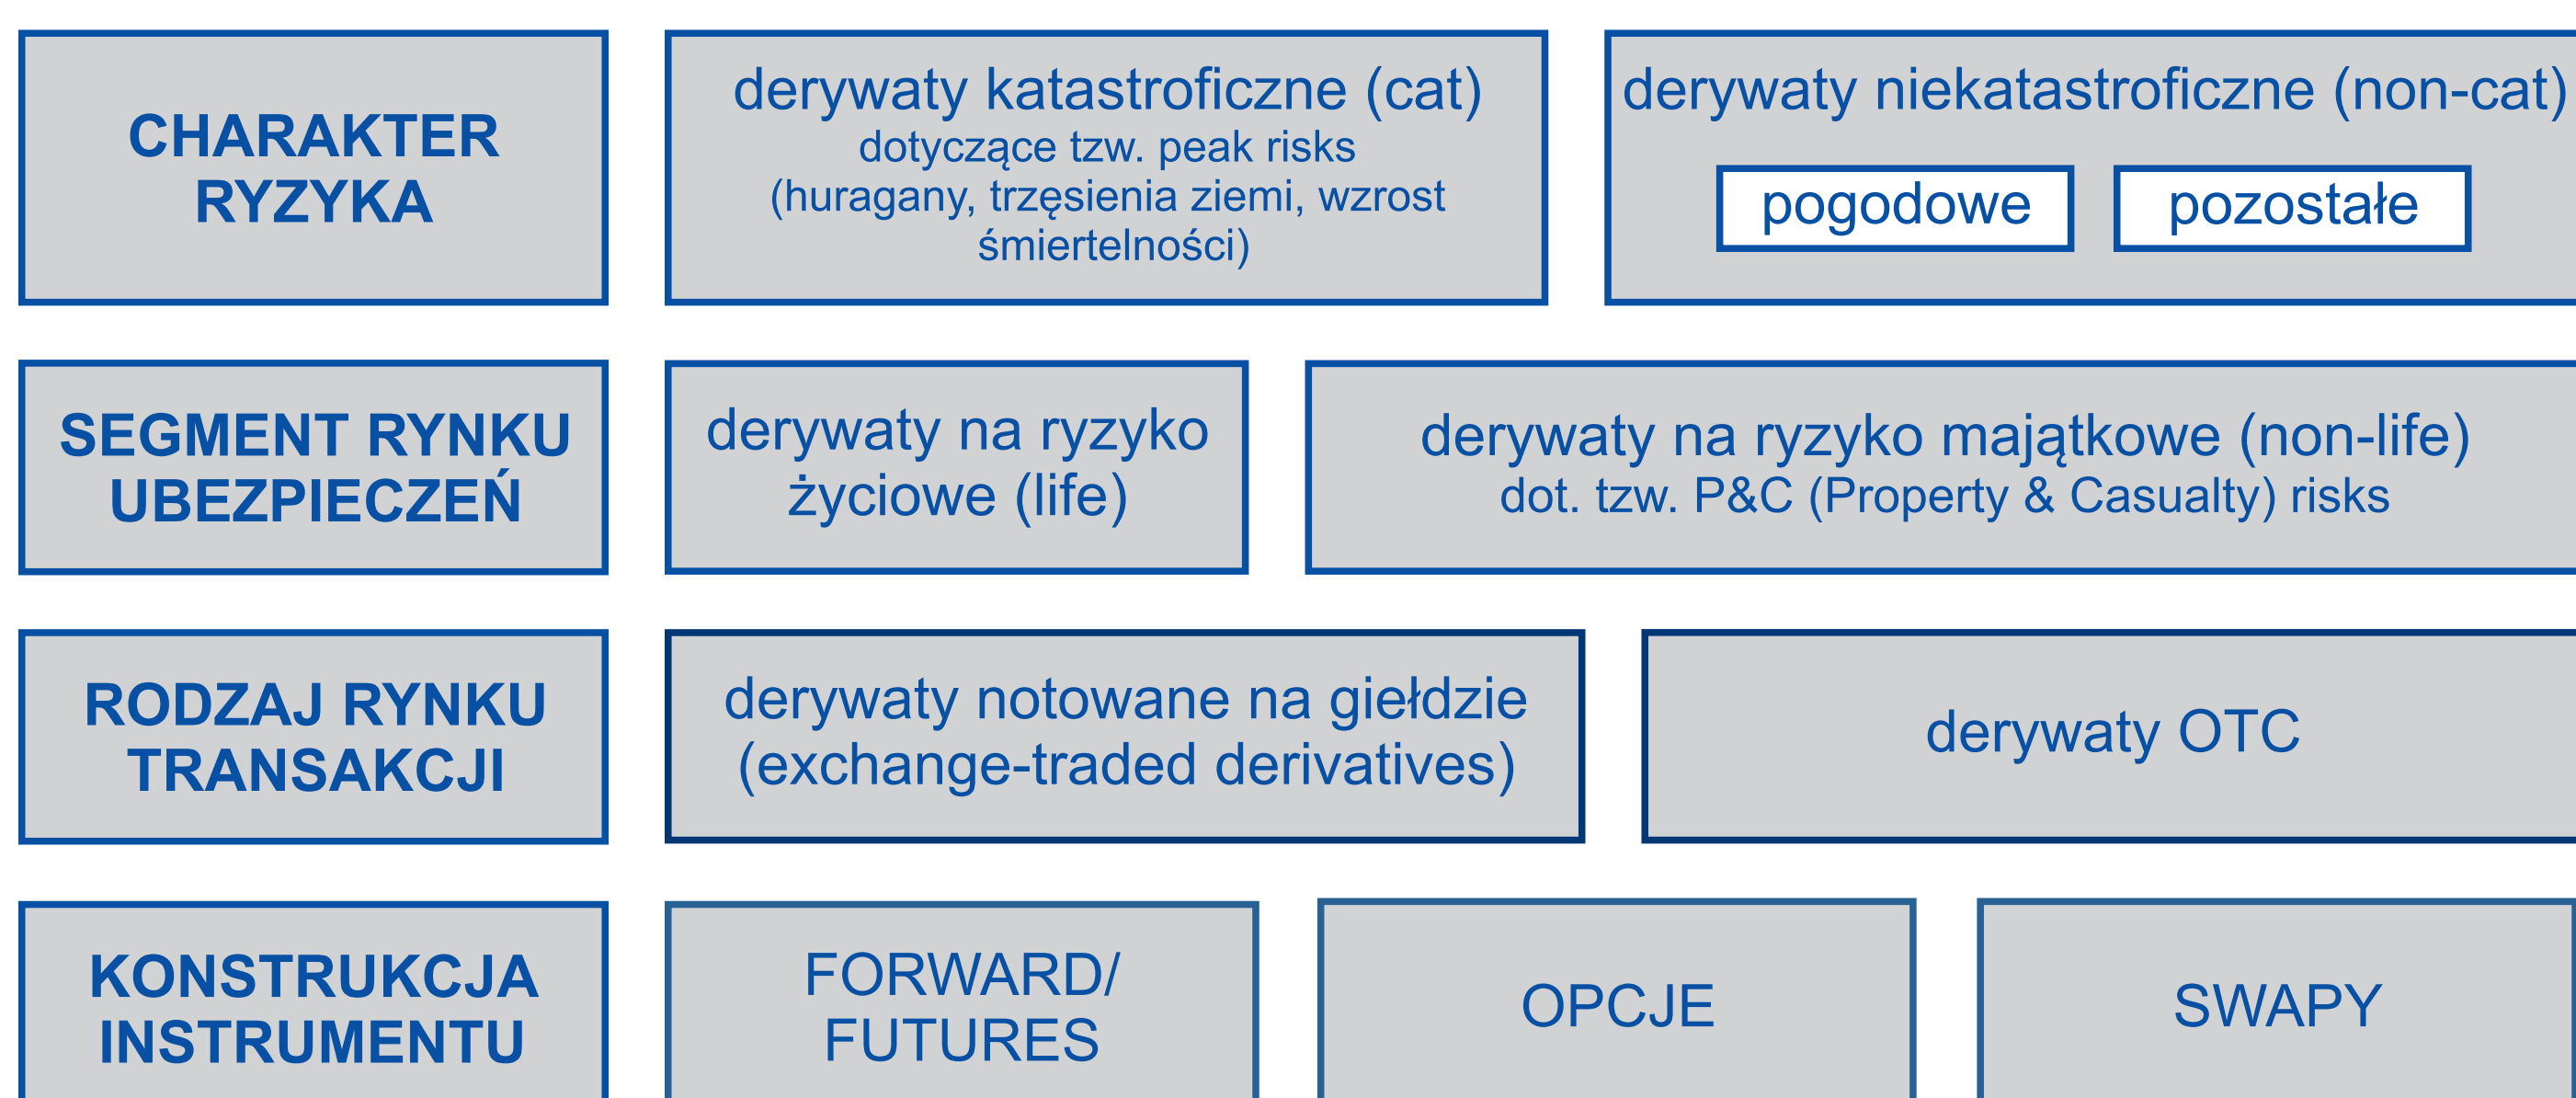 CHARAKTER
RYZYKA
derywaty katastroficzne (cat)
dotyczące tzw. peak risks
(huragany, trzęsienia ziemi, wzrost
śmiertelności)
derywaty niekatastroficzne (non-cat)
pogodowe
pozostałe
SEGMENT RYNKU
UBEZPIECZEŃ
derywaty na ryzyko
życiowe (life)
derywaty na ryzyko majątkowe (non-life)
dot. tzw. P&C (Property & Casualty) risks
RODZAJ RYNKU
TRANSAKCJI
derywaty notowane na giełdzie
(exchange-traded derivatives)
derywaty OTC
KONSTRUKCJA
INSTRUMENTU
FORWARD/
FUTURES
OPCJE
SWAPY